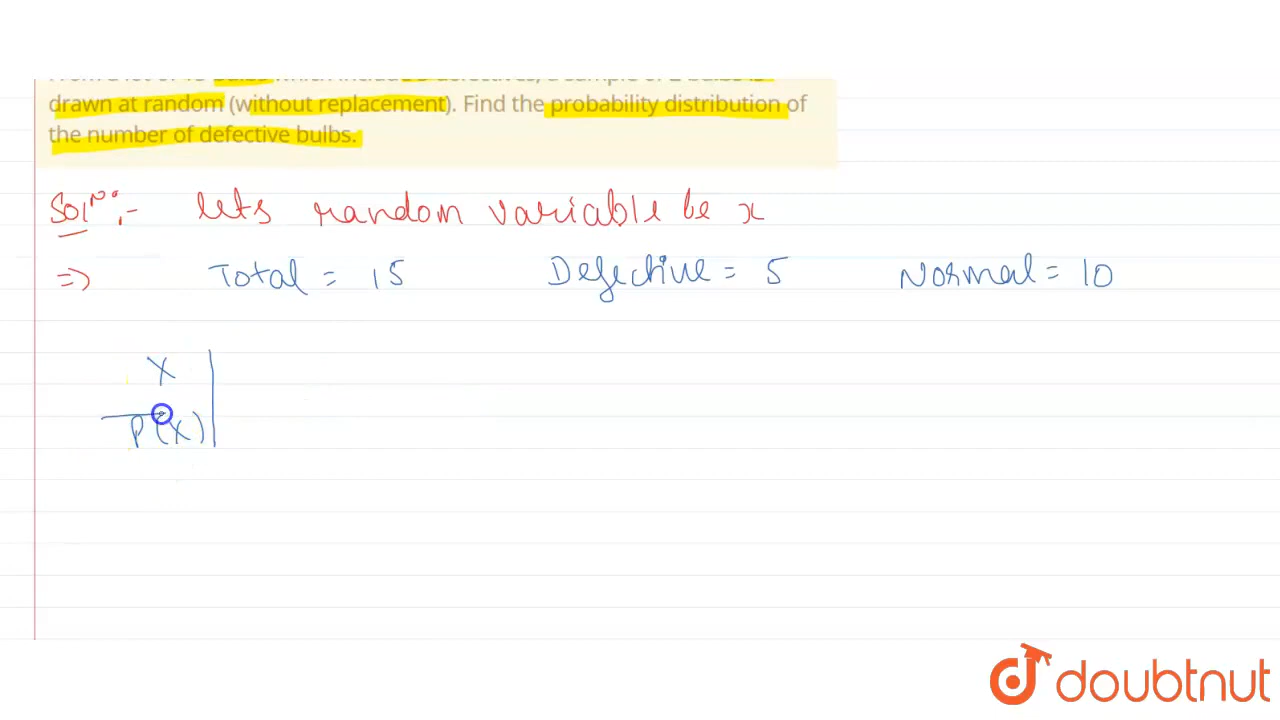 drawn at random (without replacement). Find the probability distribution of
the number of defective bulbs.
Solⁿ:- lets random variable be x
=> Total = 15 Defective = 5 Normal = 10
X
P(X)
doubtnut